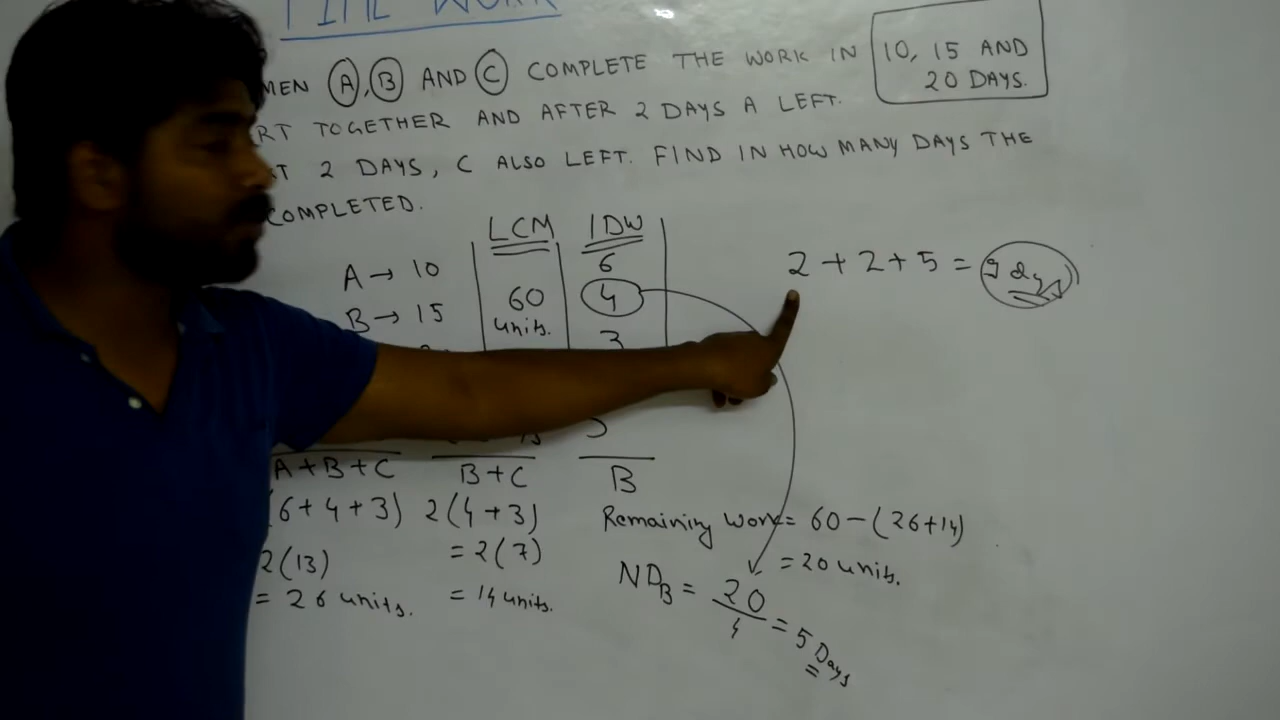 TIME WORK
MEN A, B AND C COMPLETE THE WORK IN 10, 15 AND
20 DAYS.
RT TOGETHER AND AFTER 2 DAYS A LEFT.
T 2 DAYS, C ALSO LEFT. FIND IN HOW MANY DAYS THE
COMPLETED.
LCM 1DW
A → 10 6
B → 15 60 units. 4
3
2 + 2 + 5 = 9 days
A+B+C B+C B
(6+4+3) 2(4+3) Remaining work = 60 - (26+14)
2(13) = 2(7) = 20 units.
= 26 units. = 14 units. NDB = 20/4 = 5 Days